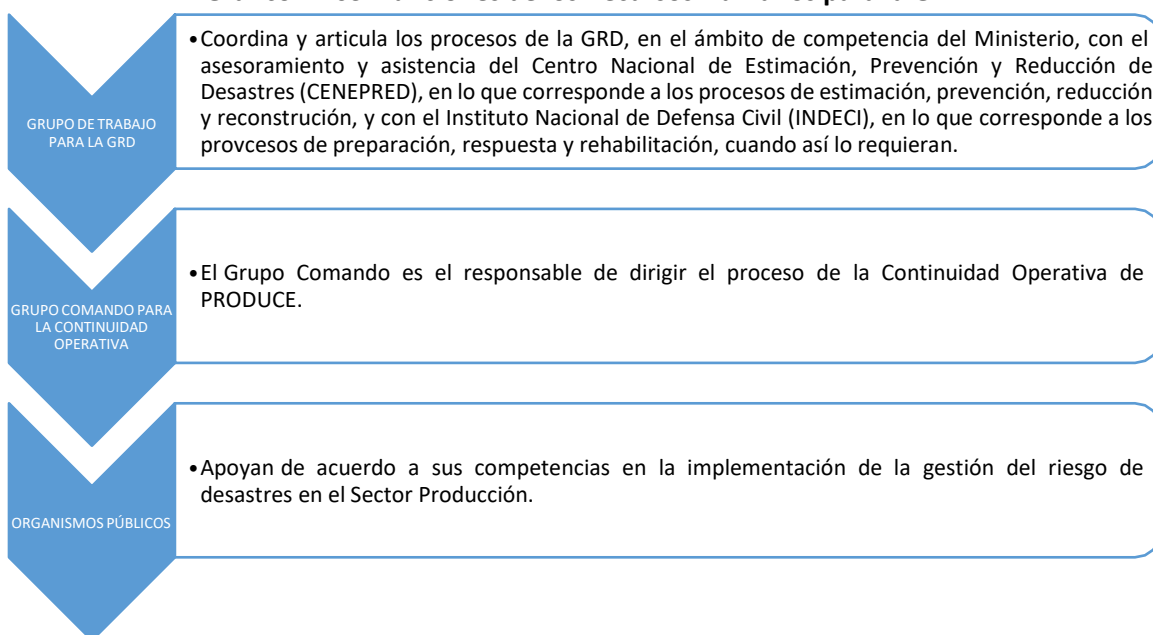 GRUPO DE TRABAJO
PARA LA GRD
•Coordina y articula los procesos de la GRD, en el ámbito de competencia del Ministerio, con el
asesoramiento y asistencia del Centro Nacional de Estimación, Prevención y Reducción de
Desastres (CENEPRED), en lo que corresponde a los procesos de estimación, prevención, reducción
y reconstrucción, y con el Instituto Nacional de Defensa Civil (INDECI), en lo que corresponde a los
provcesos de preparación, respuesta y rehabilitación, cuando así lo requieran.
GRUPO COMANDO PARA
LA CONTINUIDAD
OPERATIVA
•El Grupo Comando es el responsable de dirigir el proceso de la Continuidad Operativa de
PRODUCE.
ORGANISMOS PÚBLICOS
•Apoyan de acuerdo a sus competencias en la implementación de la gestión del riesgo de
desastres en el Sector Producción.